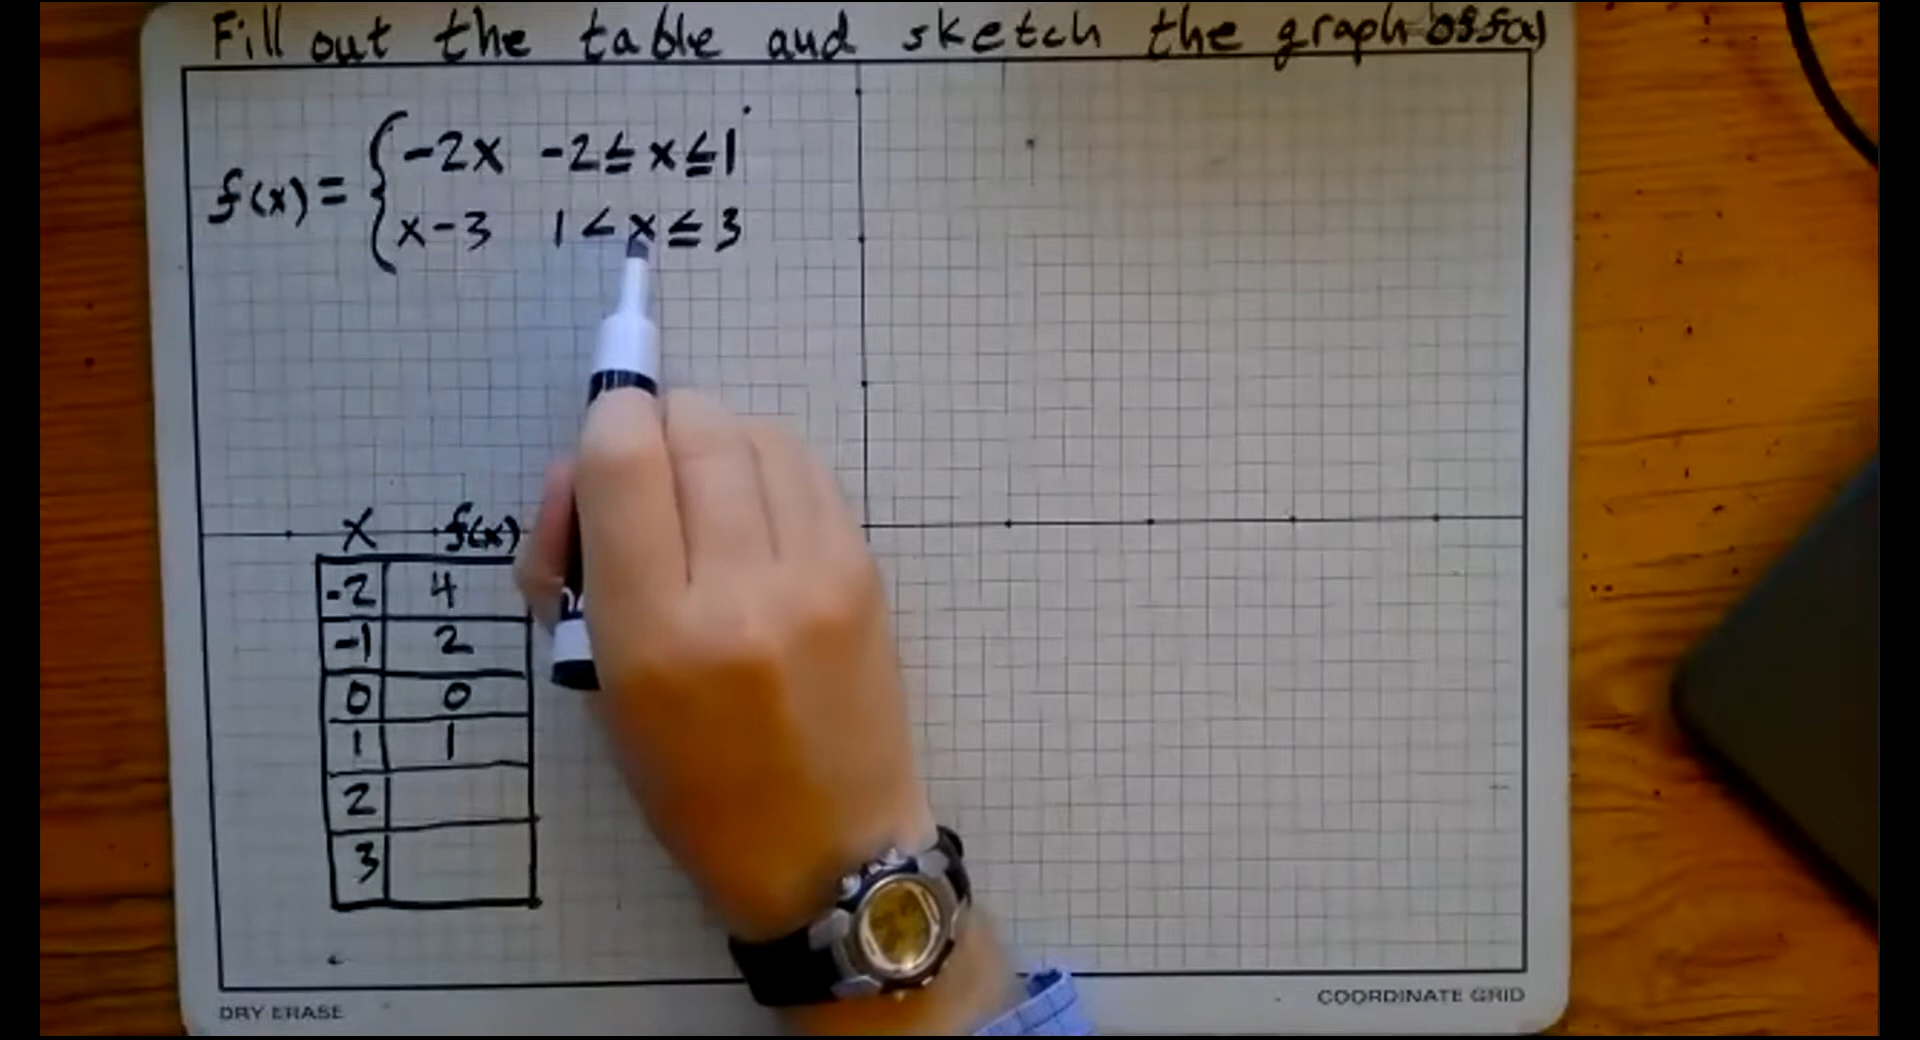 Fill out the table and sketch the graph of f(x)
f(x) = { -2x -2 ≤ x ≤ 1
x-3 1 < x ≤ 3
x f(x)
-2 4
-1 2
0 0
1 1
2
3
DRY ERASE
COORDINATE GRID